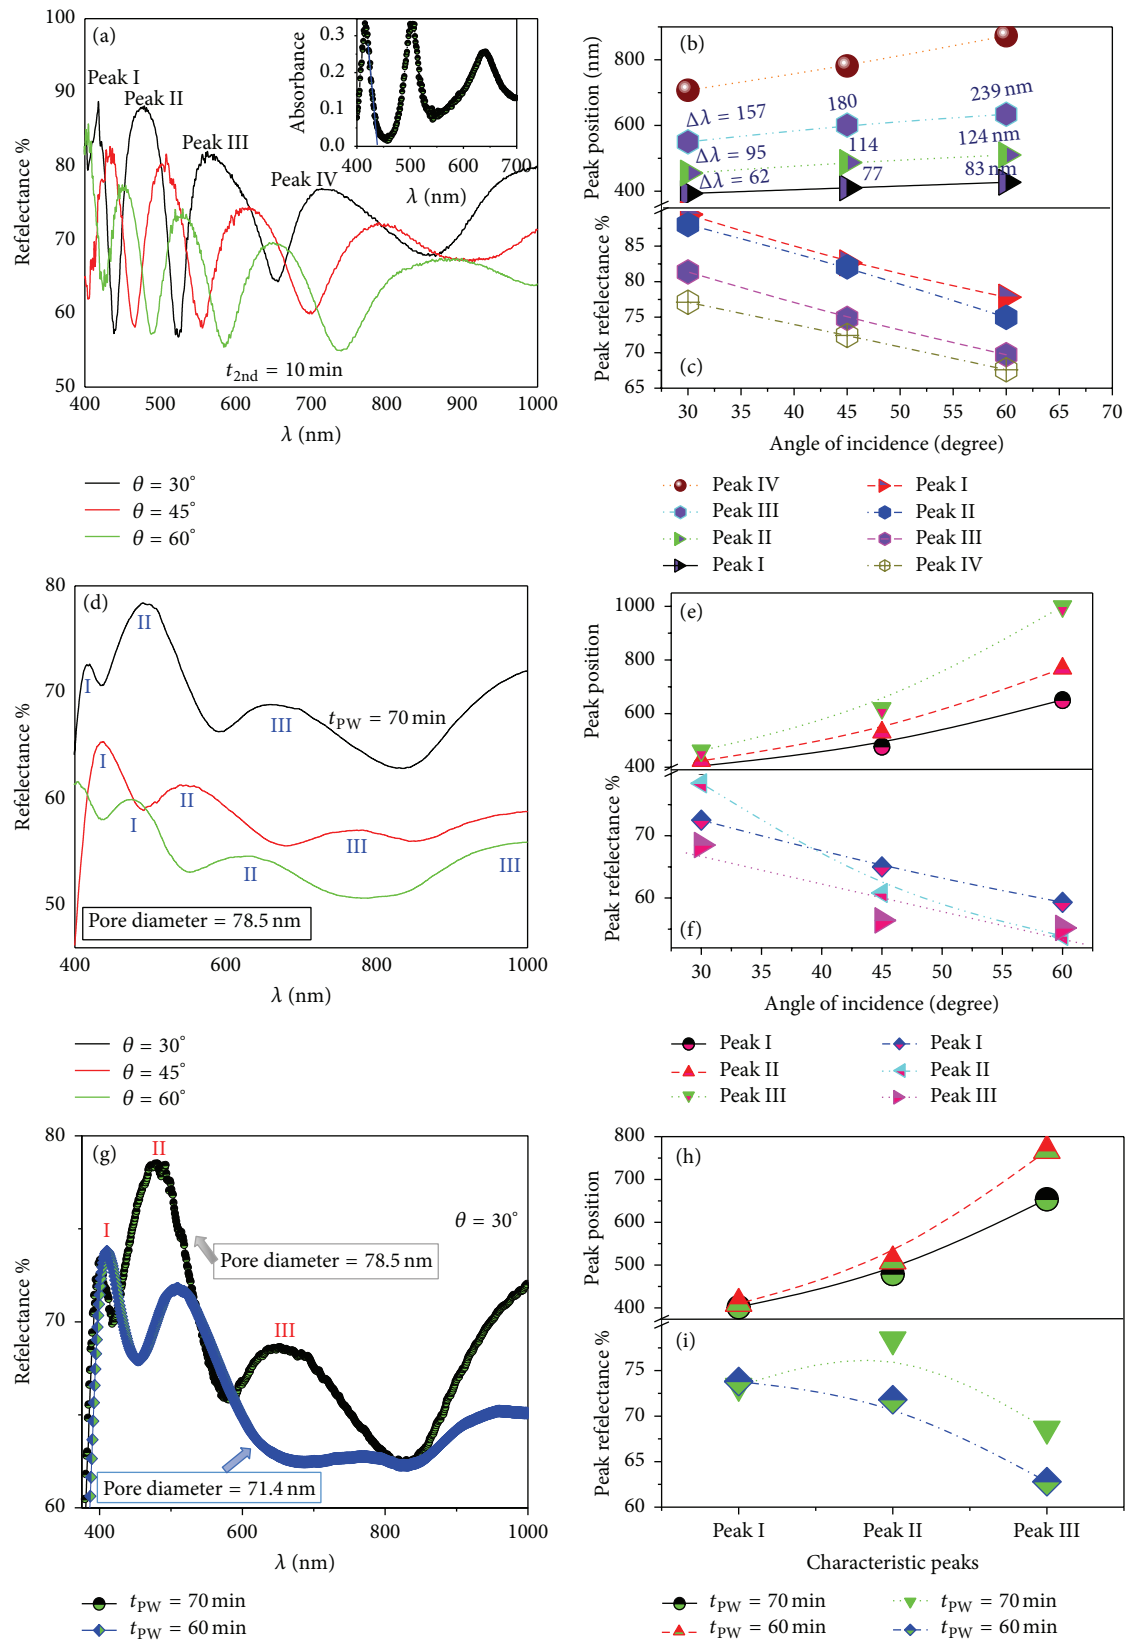 (a)
100
90
80
70
60
50
Refelectance %
Peak I
Peak II
Peak III
Peak IV
t2nd = 10 min
400 500 600 700 800 900 1000
λ (nm)
Absorbance
0.3
0.2
0.1
0.0
400 500 600 700
λ (nm)
θ = 30°
θ = 45°
θ = 60°
(b)
Peak position (nm)
800
600
400
Δλ = 157
180
239 nm
Δλ = 95
114
124 nm
Δλ = 62
77
83 nm
(c)
Peak refelectance %
85
80
75
70
65
30 35 40 45 50 55 60 65 70
Angle of incidence (degree)
Peak IV
Peak III
Peak II
Peak I
Peak I
Peak II
Peak III
Peak IV
(d)
80
70
60
50
Refelectance %
I
II
III
tPW = 70 min
I
II
III
I
II
III
Pore diameter = 78.5 nm
400 600 800 1000
λ (nm)
θ = 30°
θ = 45°
θ = 60°
(e)
Peak position
1000
800
600
400
(f)
Peak refelectance %
70
60
30 35 40 45 50 55 60
Angle of incidence (degree)
Peak I
Peak II
Peak III
Peak I
Peak II
Peak III
(g)
80
70
60
Refelectance %
I
II
III
θ = 30°
Pore diameter = 78.5 nm
Pore diameter = 71.4 nm
400 600 800 1000
λ (nm)
tPW = 70 min
tPW = 60 min
(h)
Peak position
800
700
600
500
400
(i)
Peak refelectance %
75
70
65
60
Peak I Peak II Peak III
Characteristic peaks
tPW = 70 min
tPW = 60 min
tPW = 70 min
tPW = 60 min